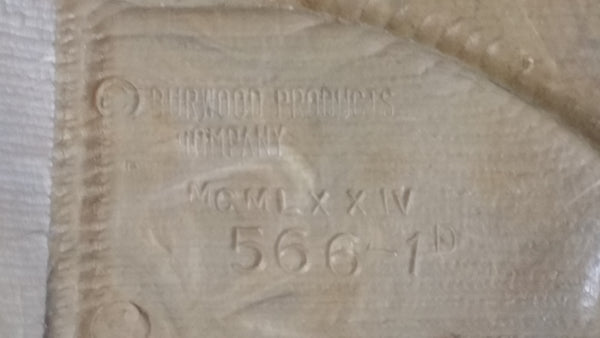 © BURWOOD PRODUCTS
COMPANY
MCMLXXIV
566-1D